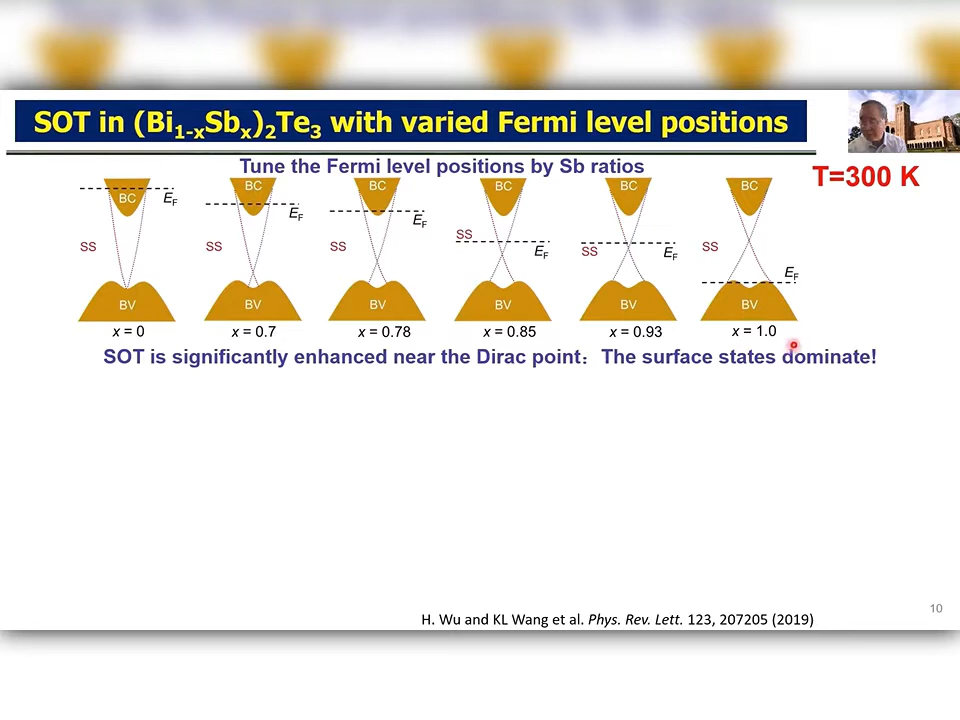 SOT in (Bi1-xSbx)2Te3 with varied Fermi level positions
Tune the Fermi level positions by Sb ratios
T=300 K
BC EF SS BV x = 0
BC EF SS BV x = 0.7
BC EF SS BV x = 0.78
BC SS EF BV x = 0.85
BC SS EF BV x = 0.93
BC SS EF BV x = 1.0
SOT is significantly enhanced near the Dirac point：The surface states dominate!
10
H. Wu and KL Wang et al. Phys. Rev. Lett. 123, 207205 (2019)